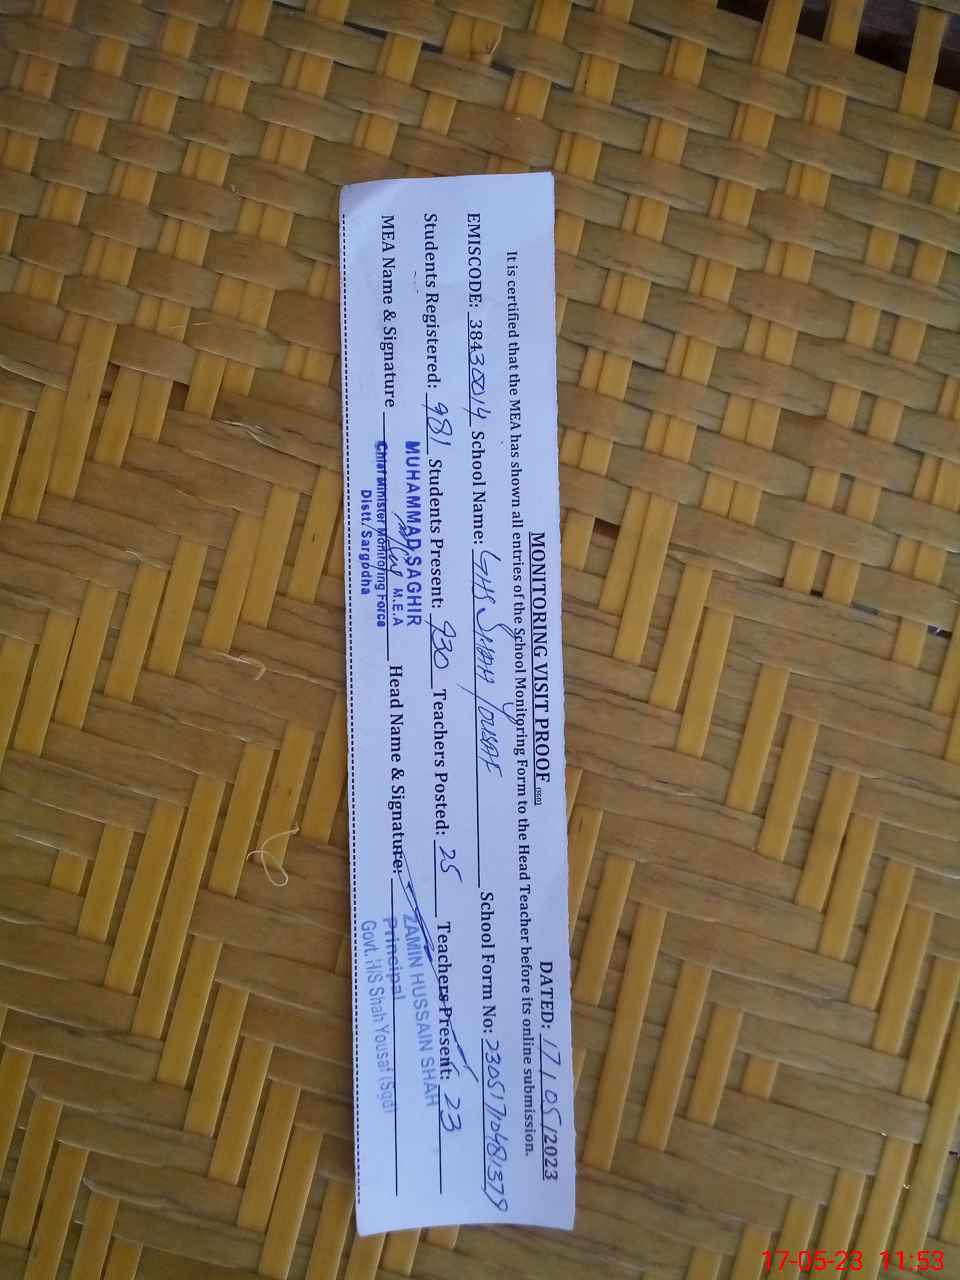 MONITORING VISIT PROOF (SGD) DATED: 17/05/2023
It is certified that the MEA has shown all entries of the School Monitoring Form to the Head Teacher before its online submission.
EMISCODE: 38430014 School Name: GHS SHAH YOUSAF School Form No:
Students Registered: 981 Students Present: 930 Teachers Posted: 25 Teachers Present: 23
MEA Name & Signature Head Name & Signature:
MUHAMMAD SAGHIR
M.E.A
Chief Minister Monitoring Force
Distt/Sargodha
ZAMIN HUSSAIN SHAH
Principal
Govt. H/S Shah Yousaf (Sgd)
17-05-23 11:53